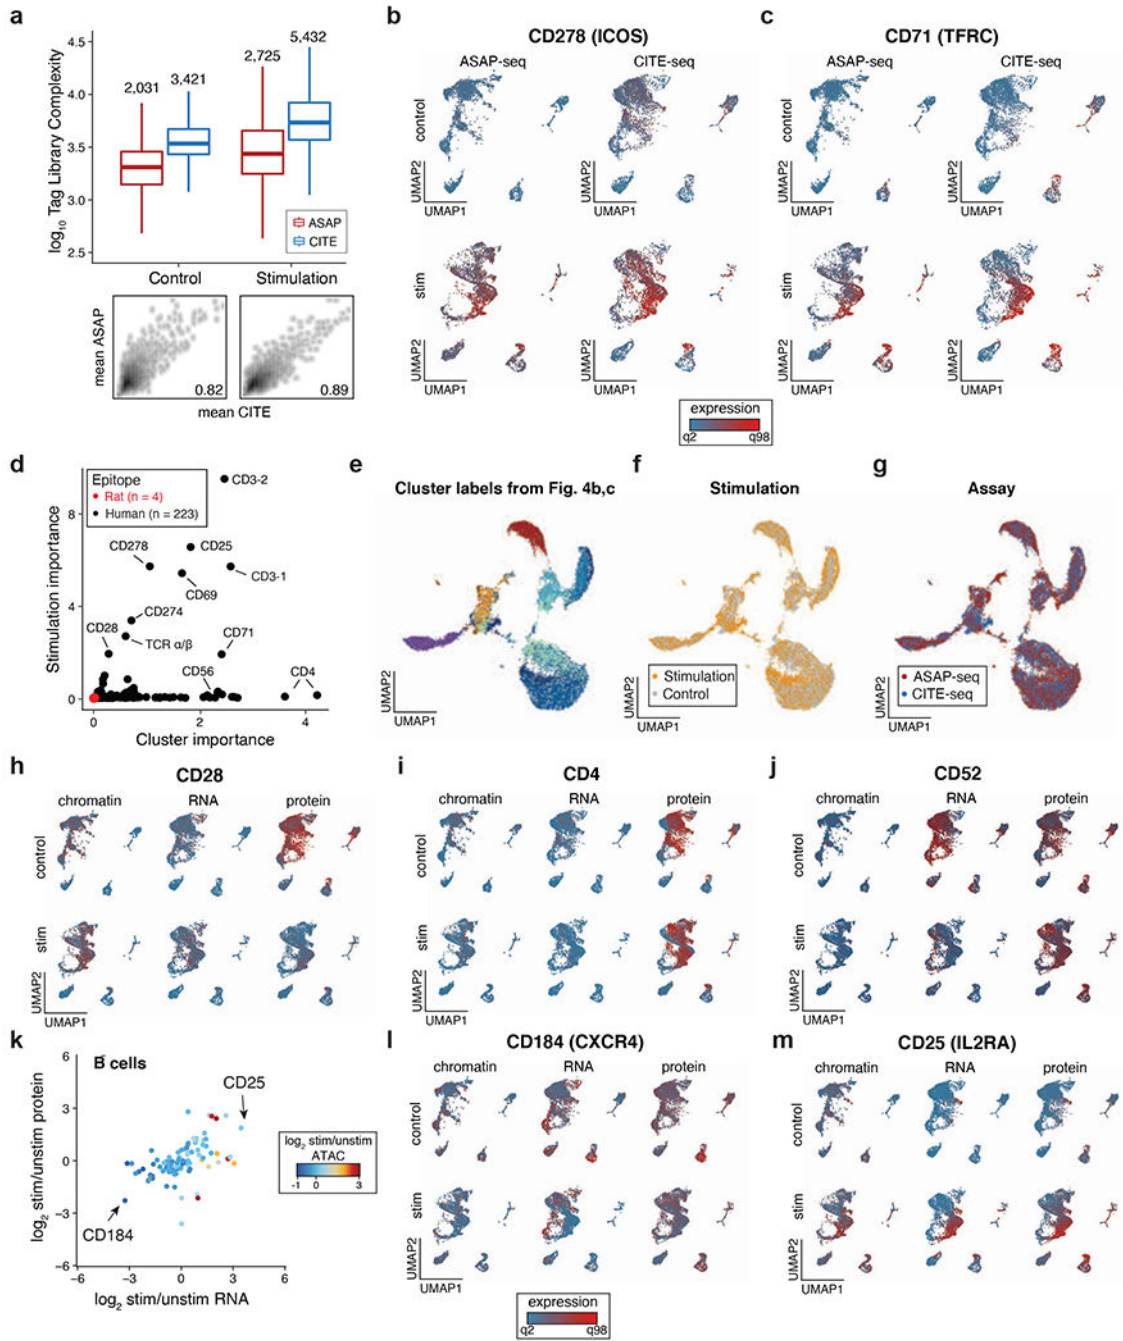 a
log10 Tag Library Complexity
4.5
4.0
3.5
3.0
2.5
2,031
3,421
2,725
5,432
ASAP
CITE
Control
Stimulation
mean ASAP
0.82
0.89
mean CITE
b
CD278 (ICOS)
ASAP-seq
CITE-seq
control
UMAP2
UMAP1
UMAP1
stim
UMAP2
UMAP1
UMAP1
c
CD71 (TFRC)
ASAP-seq
CITE-seq
control
UMAP2
UMAP1
UMAP1
stim
UMAP2
UMAP1
UMAP1
expression
q2
q98
d
Epitope
Rat (n = 4)
Human (n = 223)
Stimulation importance
8
4
0
CD3-2
CD278
CD25
CD3-1
CD69
CD274
CD28
TCR α/β
CD71
CD56
CD4
0
2
4
Cluster importance
e
Cluster labels from Fig. 4b,c
UMAP2
UMAP1
f
Stimulation
Stimulation
Control
UMAP2
UMAP1
g
Assay
ASAP-seq
CITE-seq
UMAP2
UMAP1
h
CD28
chromatin
RNA
protein
control
stim
UMAP2
UMAP1
i
CD4
chromatin
RNA
protein
control
stim
UMAP2
UMAP1
j
CD52
chromatin
RNA
protein
control
stim
UMAP2
UMAP1
k
B cells
log2 stim/unstim protein
6
3
0
−3
−6
CD25
CD184
log2 stim/unstim
ATAC
-1
0
3
−6
−3
0
3
6
log2 stim/unstim RNA
l
CD184 (CXCR4)
chromatin
RNA
protein
control
stim
UMAP2
UMAP1
m
CD25 (IL2RA)
chromatin
RNA
protein
control
stim
UMAP2
UMAP1
expression
q2
q98